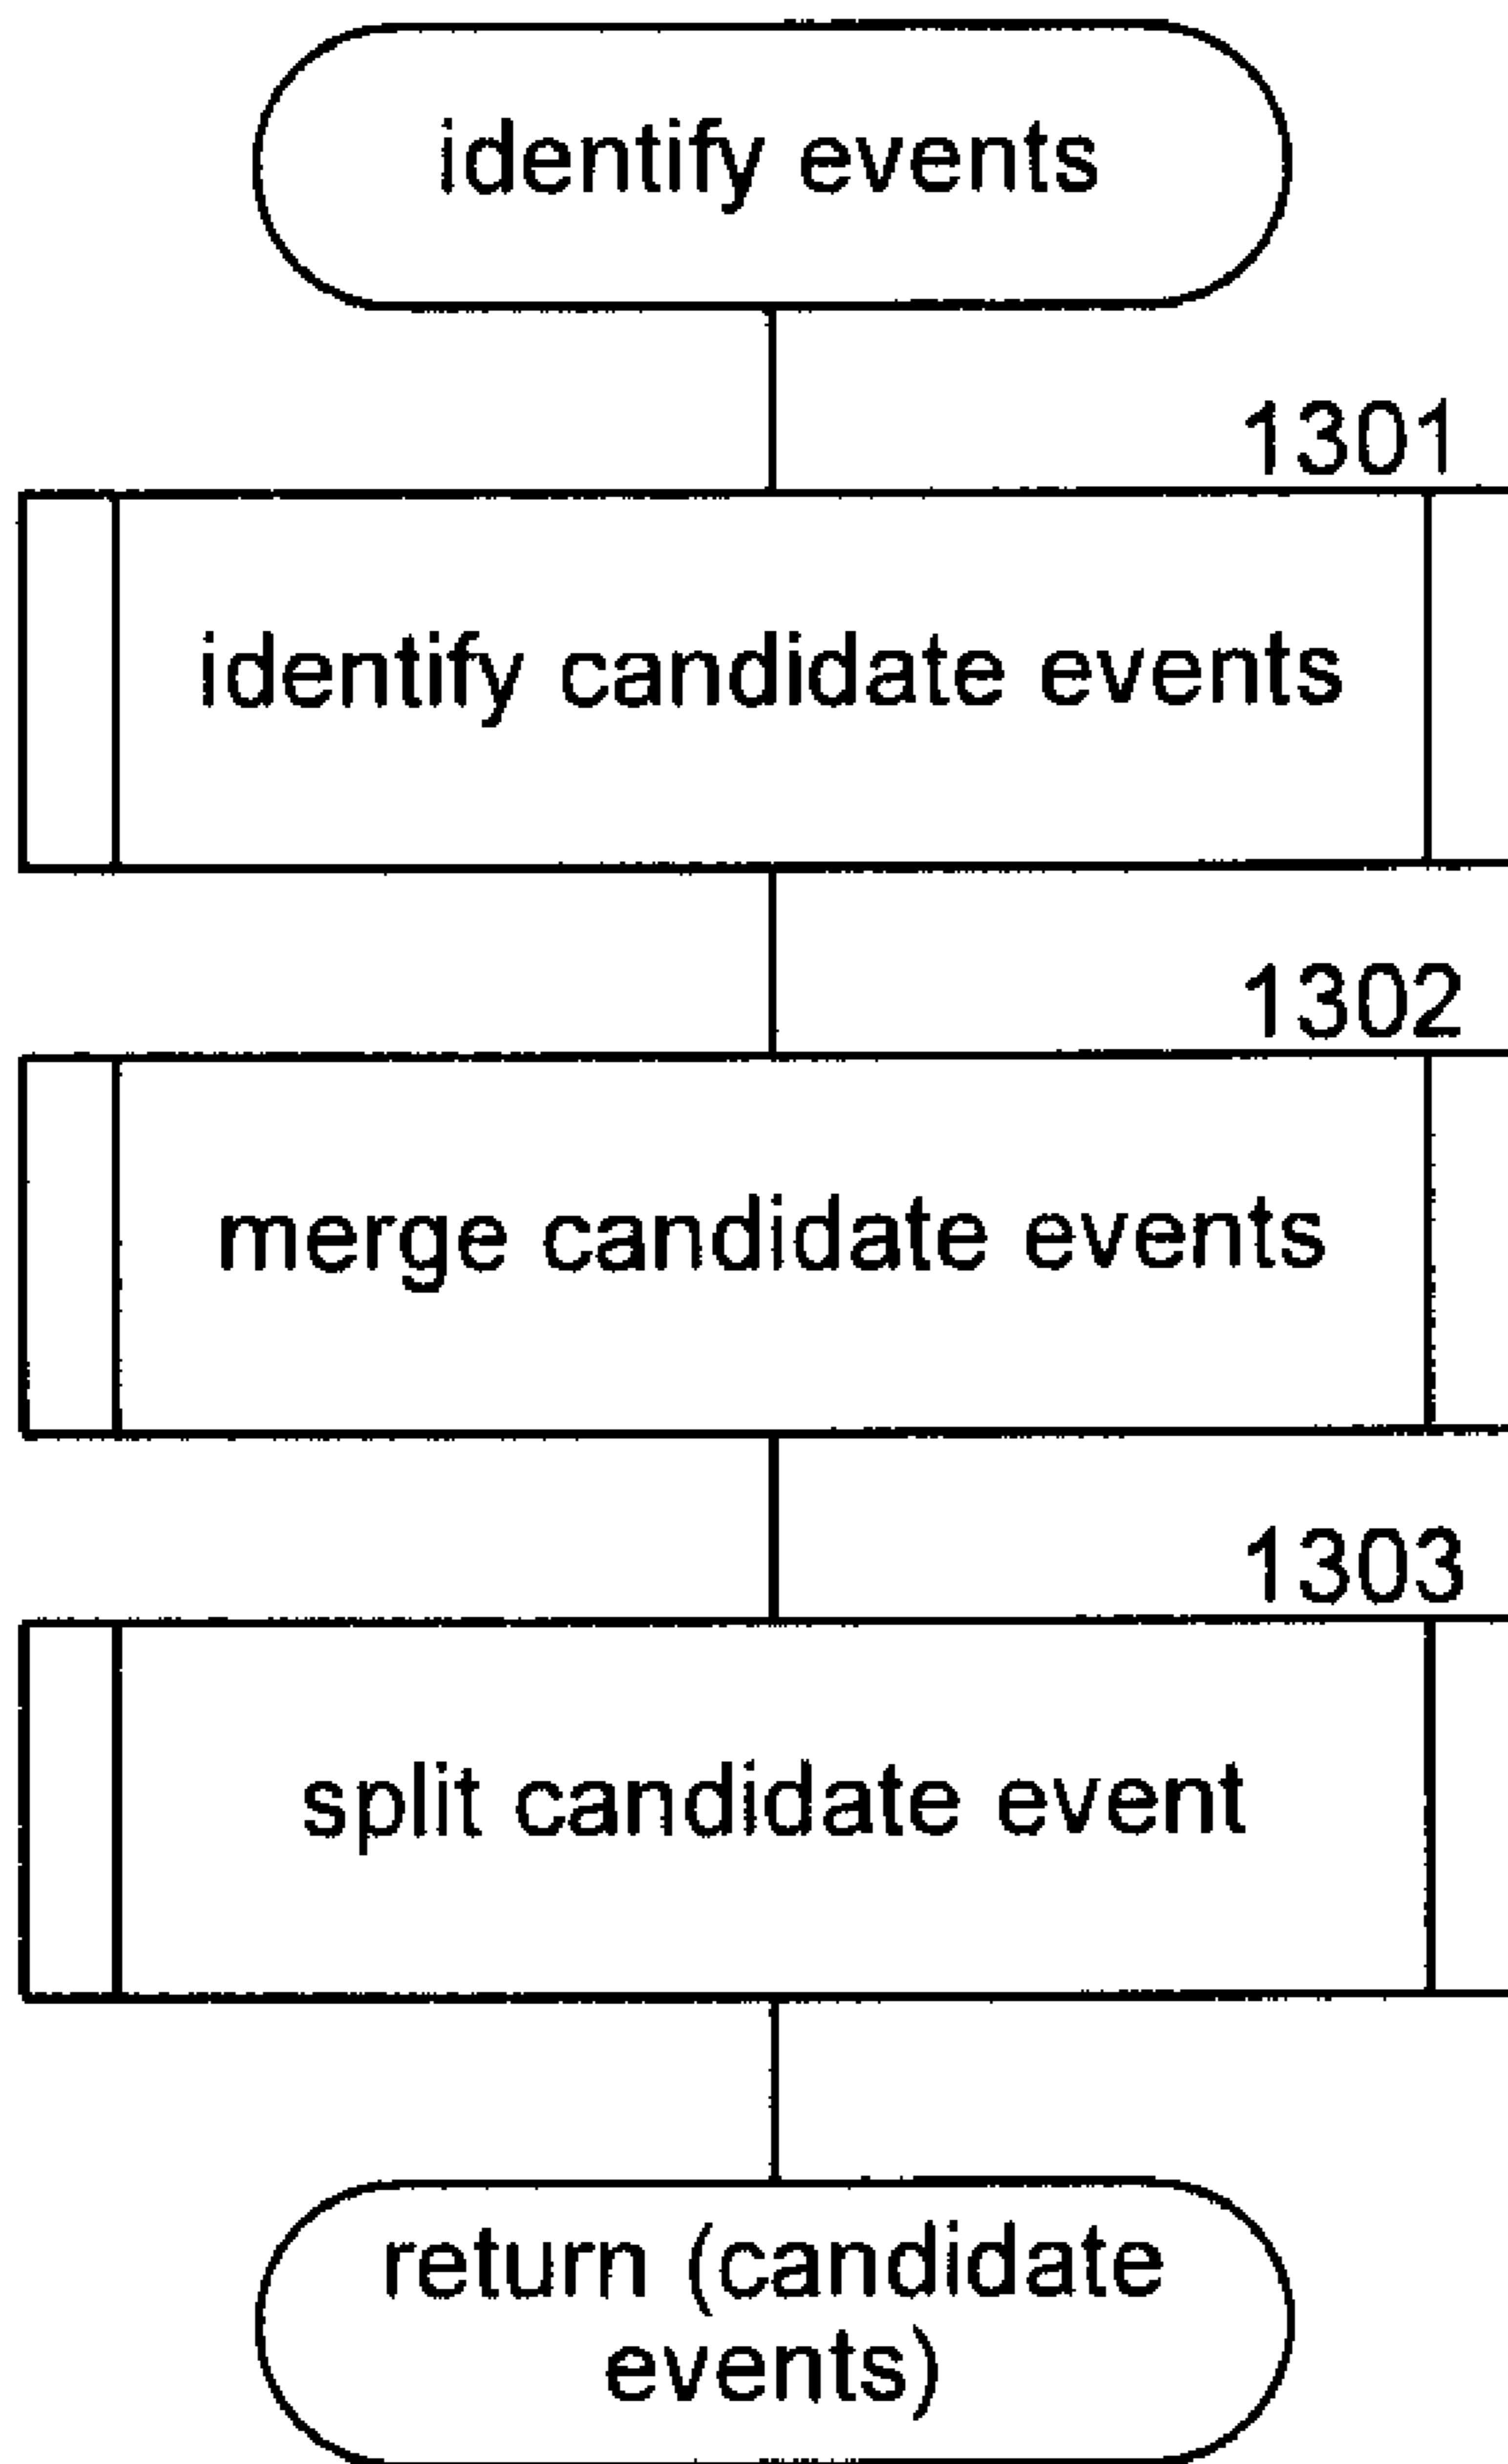 identify events
1301
identify candidate events
1302
merge candidate events
1303
split candidate event
return (candidate
events)